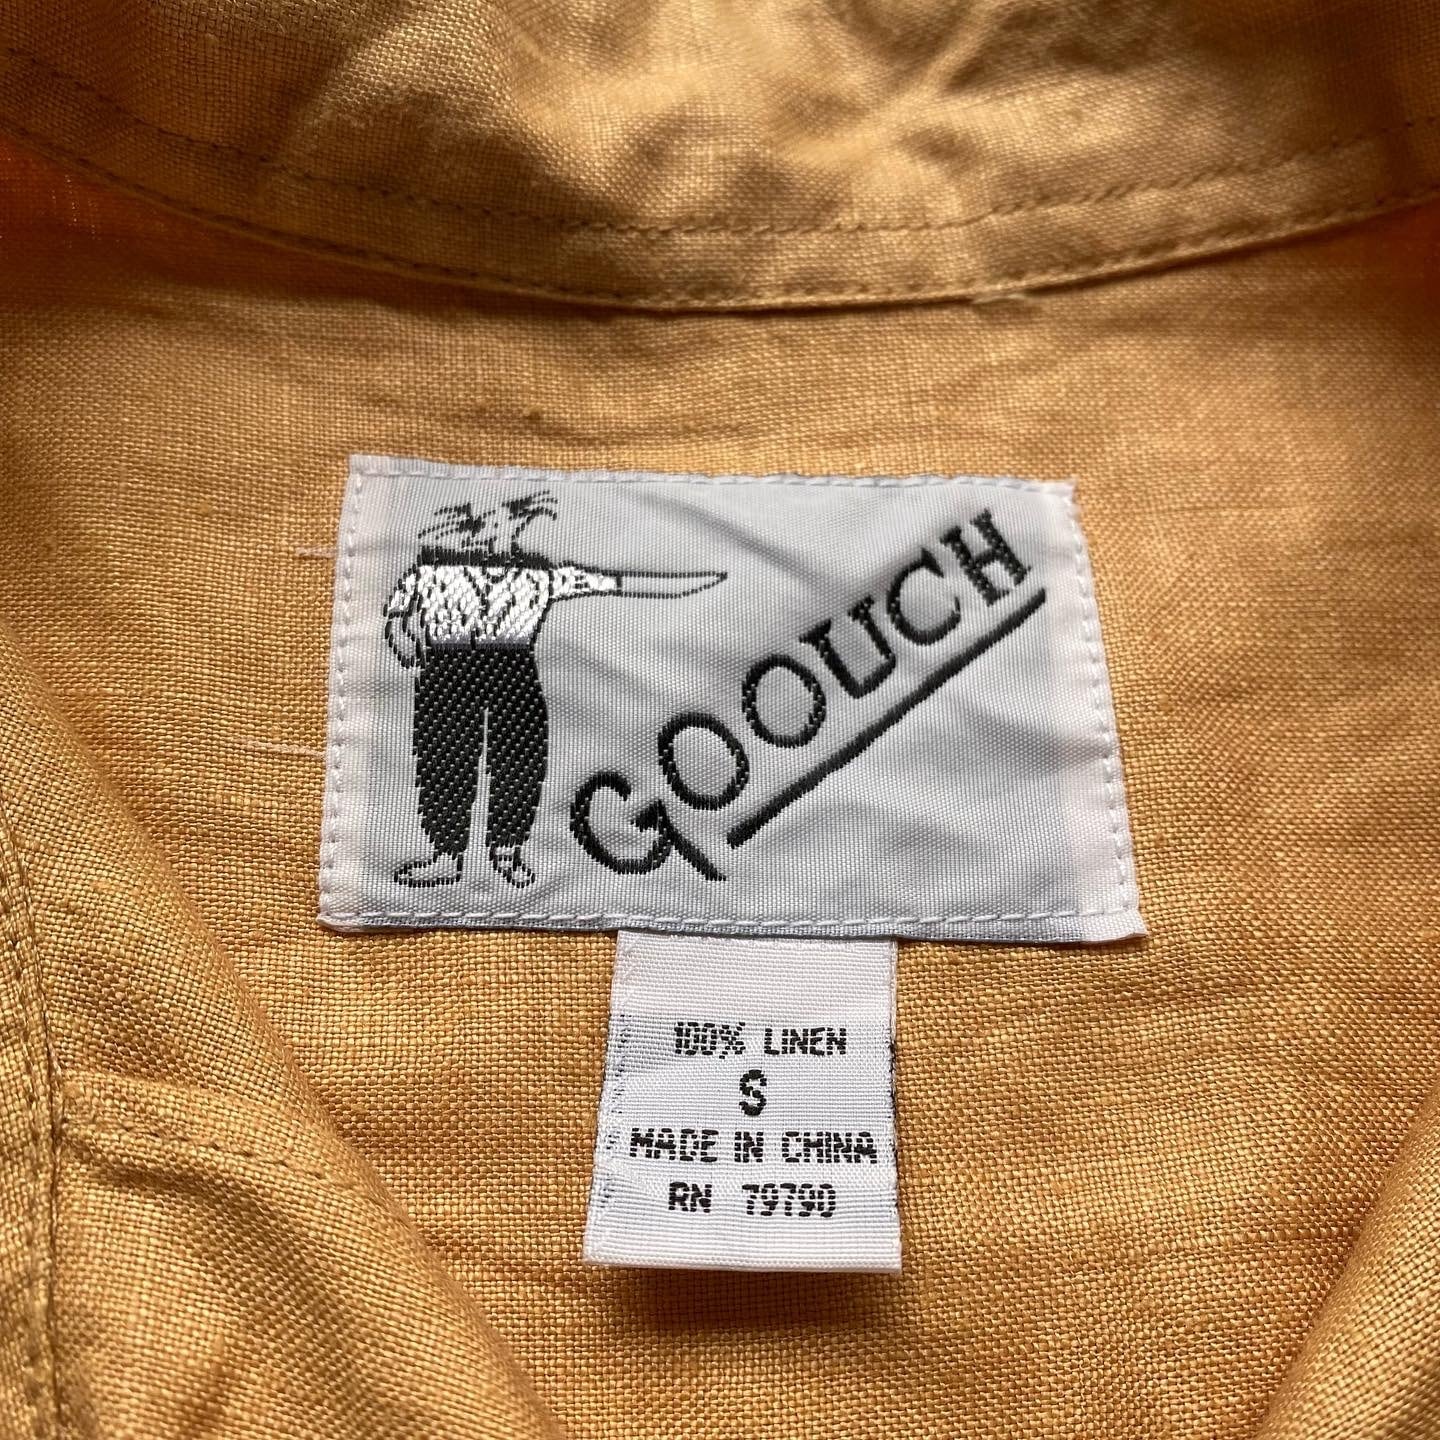 GOOUCH
100% LINEN
S
MADE IN CHINA
RN 79790